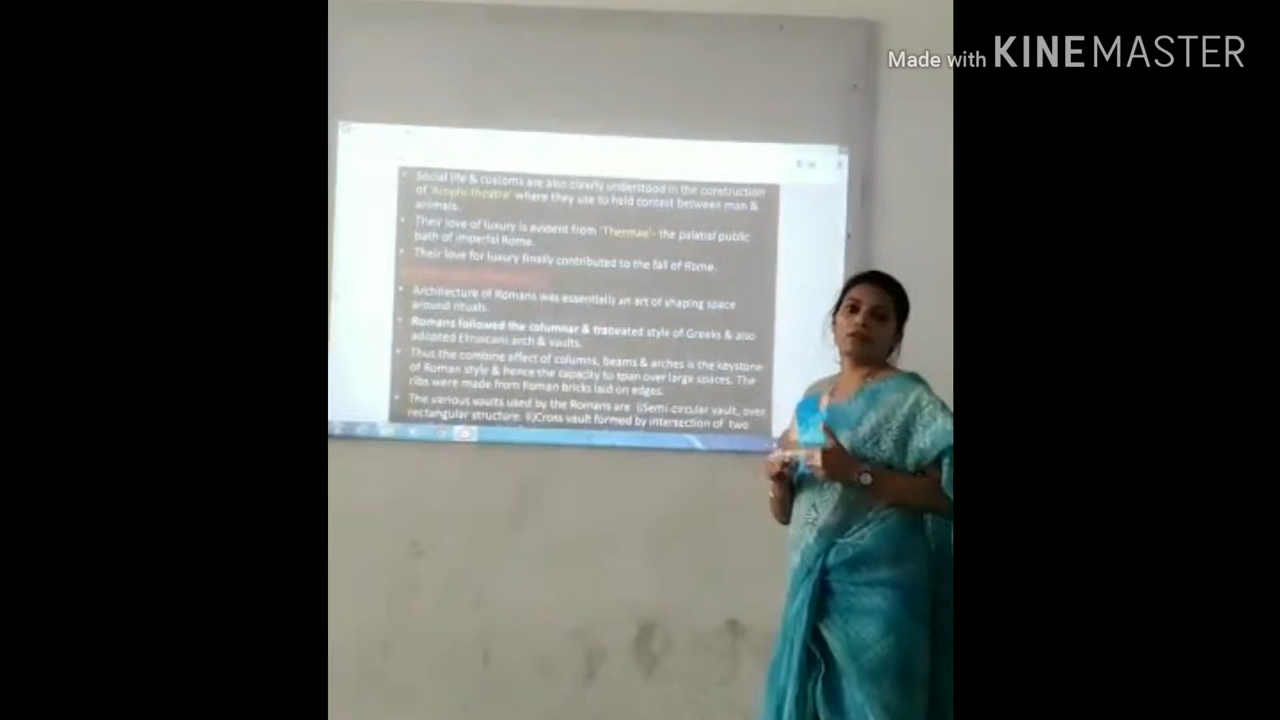 Made with KINEMASTER
• Social life & customs are also clearly understood in the construction
of 'Amphi-theatre' where they use to held contest between man &
animals.
• Their love of luxury is evident from 'Thermae'- the palatial public
bath of imperial Rome.
• Their love for luxury finally contributed to the fall of Rome.
• Architecture of Romans was essentially an art of shaping space
around rituals.
• Romans followed the columnar & trabeated style of Greeks & also
adopted Etruscans arch & vaults.
• Thus the combine affect of columns, beams & arches is the keystone
of Roman style & hence the capacity to span over large spaces. The
ribs were made from Roman bricks laid on edges.
• The various vaults used by the Romans are i)Semi-circular vault, over
rectangular structure. ii)Cross vault formed by intersection of two